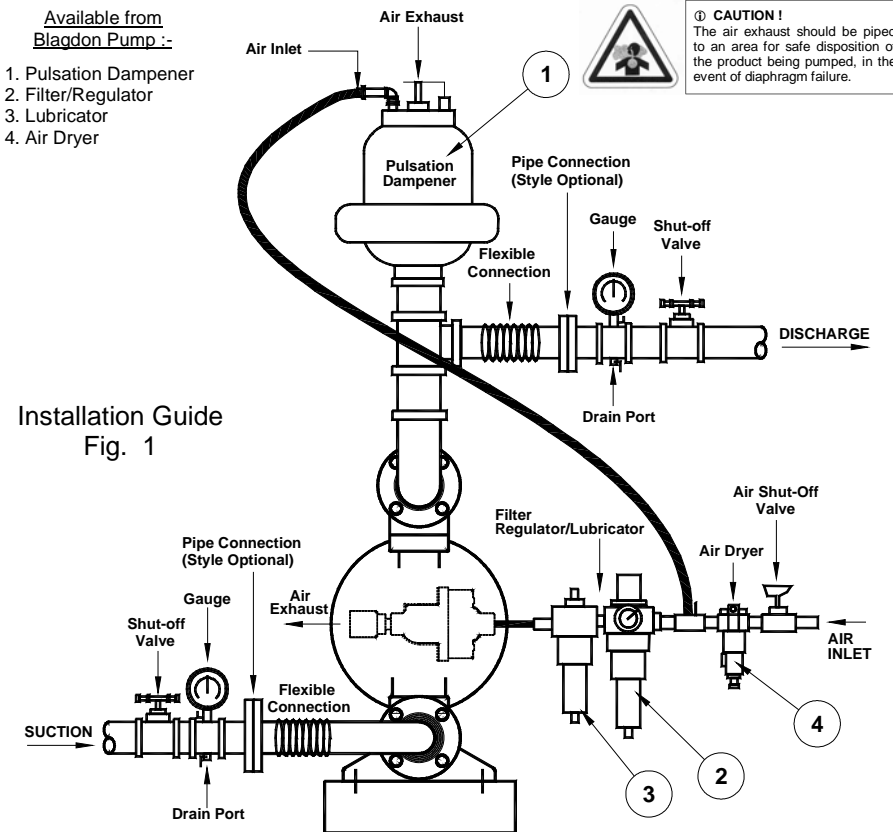 Available from
Blagdon Pump :-
1. Pulsation Dampener
2. Filter/Regulator
3. Lubricator
4. Air Dryer
Air Exhaust
Air Inlet
1
① CAUTION !
The air exhaust should be piped
to an area for safe disposition of
the product being pumped, in the
event of diaphragm failure.
Pulsation
Dampener
Pipe Connection
(Style Optional)
Gauge
Shut-off
Valve
Flexible
Connection
DISCHARGE
Drain Port
Installation Guide
Fig. 1
Filter
Regulator/Lubricator
Air Shut-Off
Valve
Air Dryer
AIR
INLET
Pipe Connection
(Style Optional)
Air
Exhaust
Gauge
Shut-off
Valve
Flexible
Connection
SUCTION
Drain Port
4
2
3